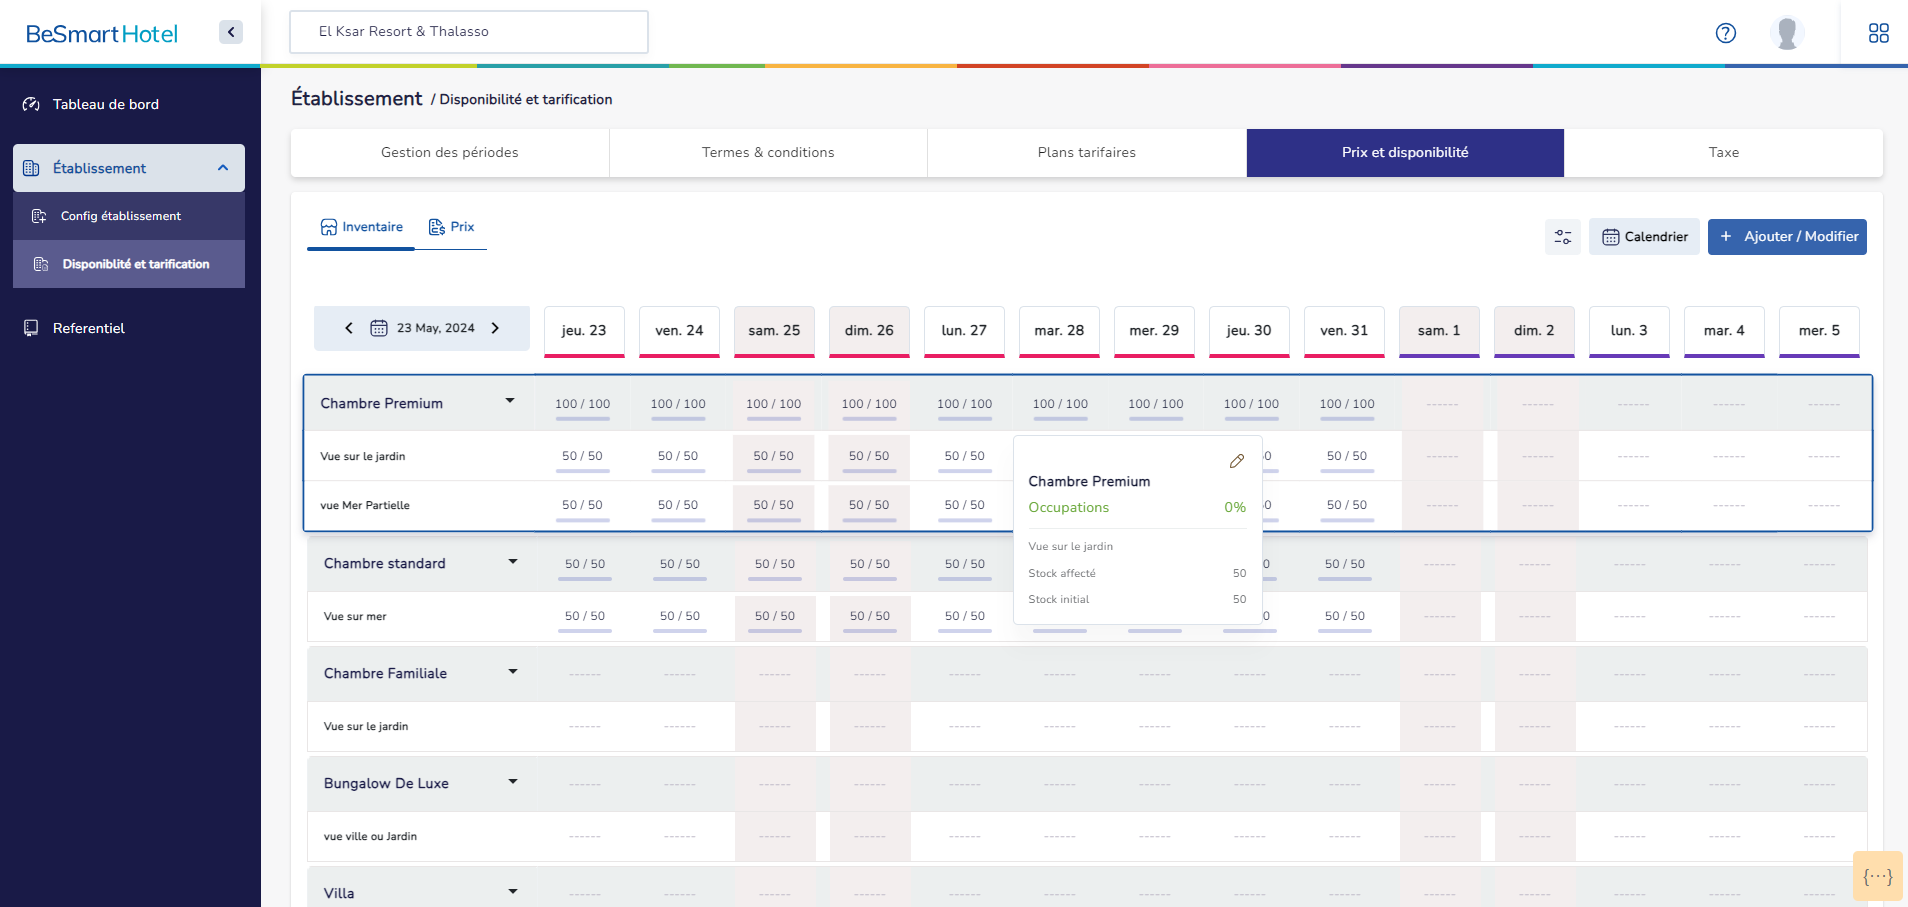 BeSmartHotel
El Ksar Resort & Thalasso
Tableau de bord
Établissement
Config établissement
Disponiblité et tarification
Referentiel
Établissement / Disponibilité et tarification
Gestion des périodes Termes & conditions Plans tarifaires Prix et disponibilité Taxe
Inventaire Prix
Calendrier + Ajouter / Modifier
23 May, 2024 jeu. 23 ven. 24 sam. 25 dim. 26 lun. 27 mar. 28 mer. 29 jeu. 30 ven. 31 sam. 1 dim. 2 lun. 3 mar. 4 mer. 5
Chambre Premium 100 / 100 100 / 100 100 / 100 100 / 100 100 / 100 100 / 100 100 / 100 100 / 100 100 / 100 ------ ------ ------ ------ ------
Vue sur le jardin 50 / 50 50 / 50 50 / 50 50 / 50 50 / 50 50 / 50 ------ ------ ------ ------ ------
vue Mer Partielle 50 / 50 50 / 50 50 / 50 50 / 50 50 / 50 50 / 50 ------ ------ ------ ------ ------
Chambre Premium
Occupations 0%
Vue sur le jardin
Stock affecté 50
Stock initial 50
Chambre standard 50 / 50 50 / 50 50 / 50 50 / 50 50 / 50 50 / 50 ------ ------ ------ ------ ------
Vue sur mer 50 / 50 50 / 50 50 / 50 50 / 50 50 / 50 50 / 50 ------ ------ ------ ------ ------
Chambre Familiale ------ ------ ------ ------ ------ ------ ------ ------ ------ ------ ------ ------ ------ ------
Vue sur le jardin ------ ------ ------ ------ ------ ------ ------ ------ ------ ------ ------ ------ ------ ------
Bungalow De Luxe ------ ------ ------ ------ ------ ------ ------ ------ ------ ------ ------ ------ ------ ------
vue ville ou Jardin ------ ------ ------ ------ ------ ------ ------ ------ ------ ------ ------ ------ ------ ------
Villa ------ ------ ------ ------ ------ ------ ------ ------ ------ ------ ------ ------ ------ ------
{···}